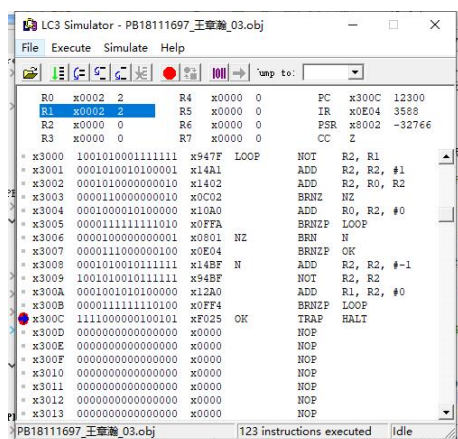 LC3 Simulator - PB18111697_王章瀚_03.obj
File Execute Simulate Help
Jump to:
R0 x0002 2 R4 x0000 0 PC x300C 12300
R1 x0002 2 R5 x0000 0 IR x0E04 3588
R2 x0000 0 R6 x0000 0 PSR x8002 -32766
R3 x0000 0 R7 x0000 0 CC Z
x3000 1001010001111111 x947F LOOP NOT R2, R1
x3001 0001010010100001 x14A1 ADD R2, R2, #1
x3002 0001010000000010 x1402 ADD R2, R0, R2
x3003 0000110000000010 x0C02 BRNZ NZ
x3004 0001000010100000 x10A0 ADD R0, R2, #0
x3005 0000111111111010 x0FFA BRNZP LOOP
x3006 0000100000000001 x0801 NZ BRN N
x3007 0000111000000100 x0E04 BRNZP OK
x3008 0001010010111111 x14BF N ADD R2, R2, #-1
x3009 1001010010111111 x94BF NOT R2, R2
x300A 0001001010100000 x12A0 ADD R1, R2, #0
x300B 0000111111110100 x0FF4 BRNZP LOOP
x300C 1111000000100101 xF025 OK TRAP HALT
x300D 0000000000000000 x0000 NOP
x300E 0000000000000000 x0000 NOP
x300F 0000000000000000 x0000 NOP
x3010 0000000000000000 x0000 NOP
x3011 0000000000000000 x0000 NOP
x3012 0000000000000000 x0000 NOP
x3013 0000000000000000 x0000 NOP
PB18111697_王章瀚_03.obj 123 instructions executed Idle